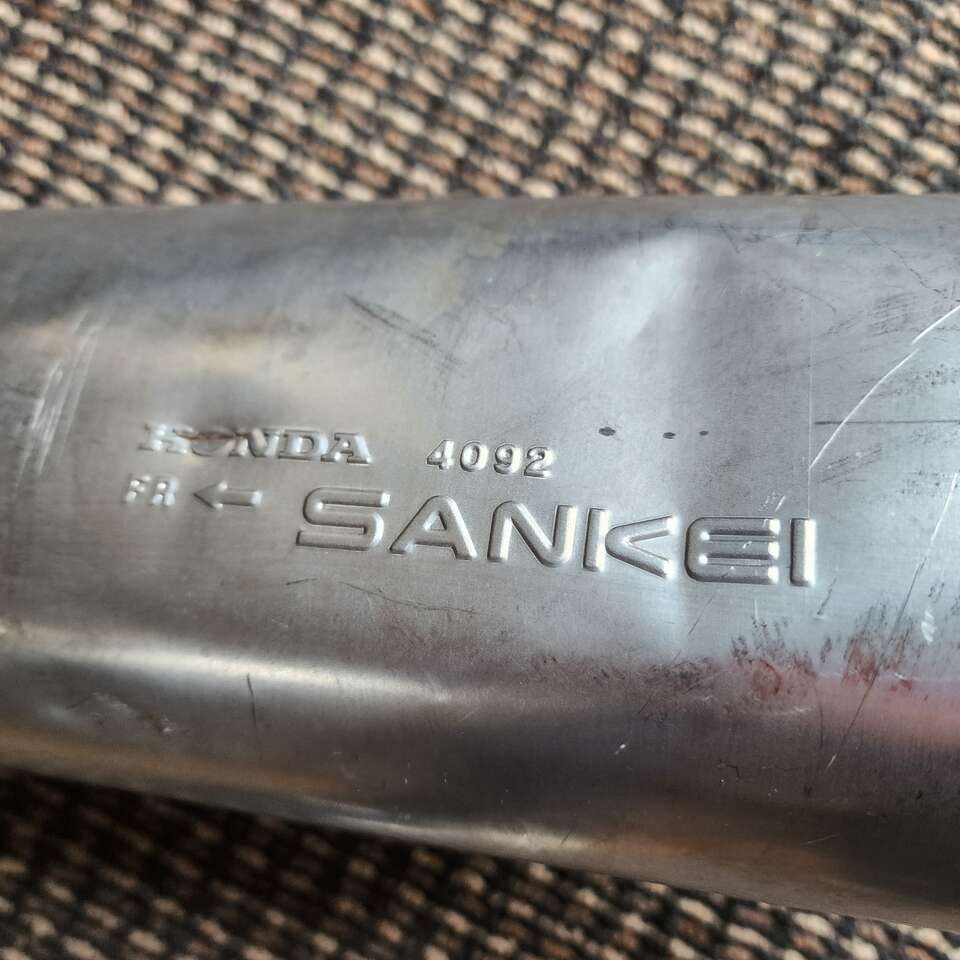 HONDA 4092
FR ←
SANKEI